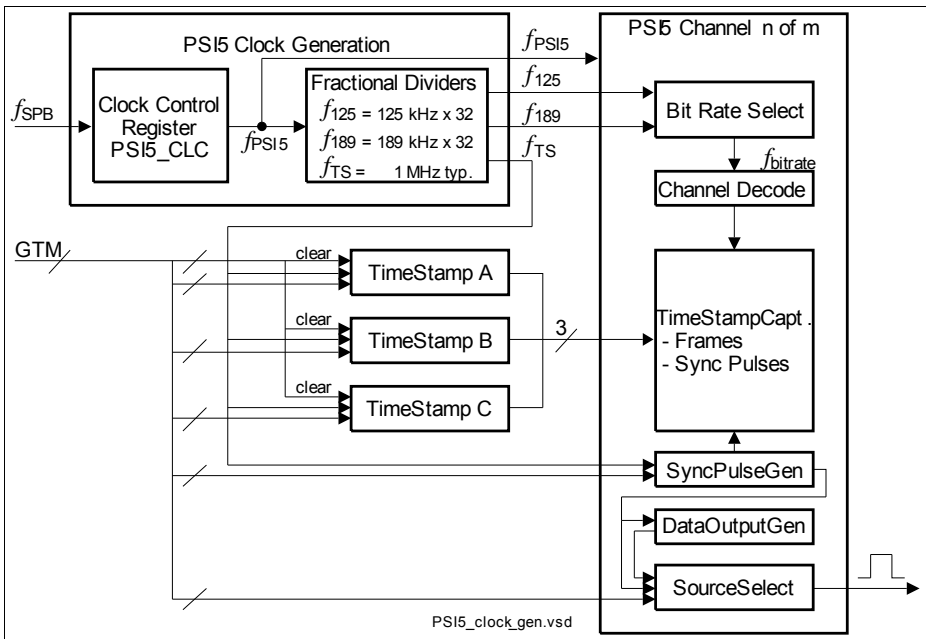 PSI5 Clock Generation
fSPB
Clock Control
Register
PSI5_CLC
fPSI5
Fractional Dividers
f125 = 125 kHz x 32
f189 = 189 kHz x 32
fTS = 1 MHz typ.
fPSI5
f125
f189
fTS
PSI5 Channel n of m
Bit Rate Select
fbitrate
Channel Decode
GTM
clear
TimeStamp A
clear
TimeStamp B
3
clear
TimeStamp C
TimeStampCapt.
- Frames
- Sync Pulses
SyncPulseGen
DataOutputGen
SourceSelect
PSI5_clock_gen.vsd